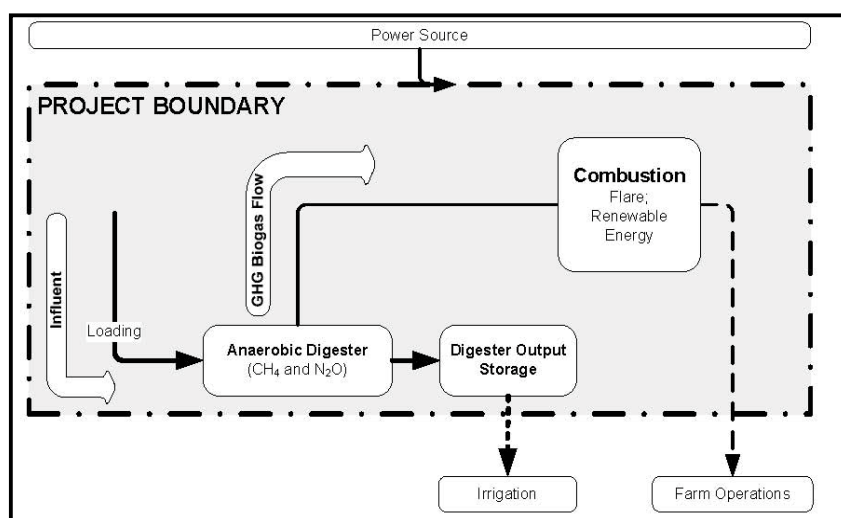 Power Source
PROJECT BOUNDARY
Combustion
Flare;
Renewable
Energy
GHG Biogas Flow
Influent
Loading
Anaerobic Digester
(CH₄ and N₂O)
Digester Output
Storage
Irrigation
Farm Operations